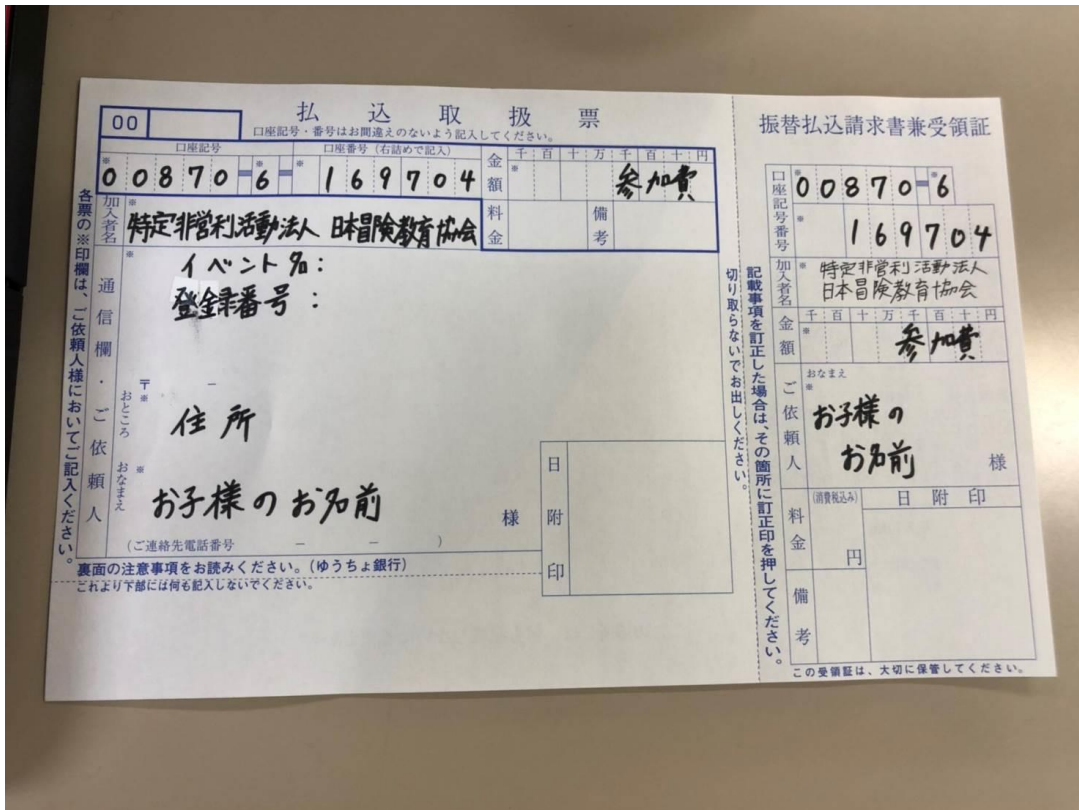 払込取扱票
00
口座記号・番号はお間違えのないよう記入してください。
口座記号
口座番号（右詰めで記入）
※ ※ ※
00870-6-169704
金額
千百十万千百十円
※
参加費
加入者名
※
特定非営利活動法人 日本冒険教育協会
料金
備考
各票の※印欄は、ご依頼人様においてご記入ください。
通信欄・ご依頼人
※
イベント名：
登録番号：
〒 －
おところ
※
住所
おなまえ
※
お子様のお名前
様
（ご連絡先電話番号 － － ）
日附印
裏面の注意事項をお読みください。（ゆうちょ銀行）
これより下部には何も記入しないでください。
切り取らないでお出しください。
記載事項を訂正した場合は、その箇所に訂正印を押してください。
振替払込請求書兼受領証
口座記号番号
※ ※
00870-6
※
169704
加入者名
※
特定非営利活動法人
日本冒険教育協会
金額
千百十万千百十円
※
参加費
ご依頼人
おなまえ
※
お子様の
お名前
様
料金
（消費税込み）
円
日附印
備考
この受領証は、大切に保管してください。